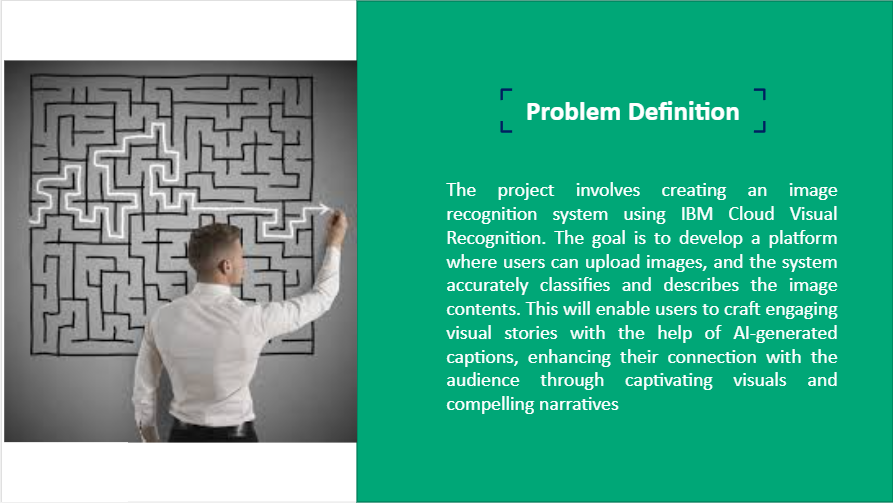 Problem Definition
The project involves creating an image
recognition system using IBM Cloud Visual
Recognition. The goal is to develop a platform
where users can upload images, and the system
accurately classifies and describes the image
contents. This will enable users to craft engaging
visual stories with the help of AI-generated
captions, enhancing their connection with the
audience through captivating visuals and
compelling narratives